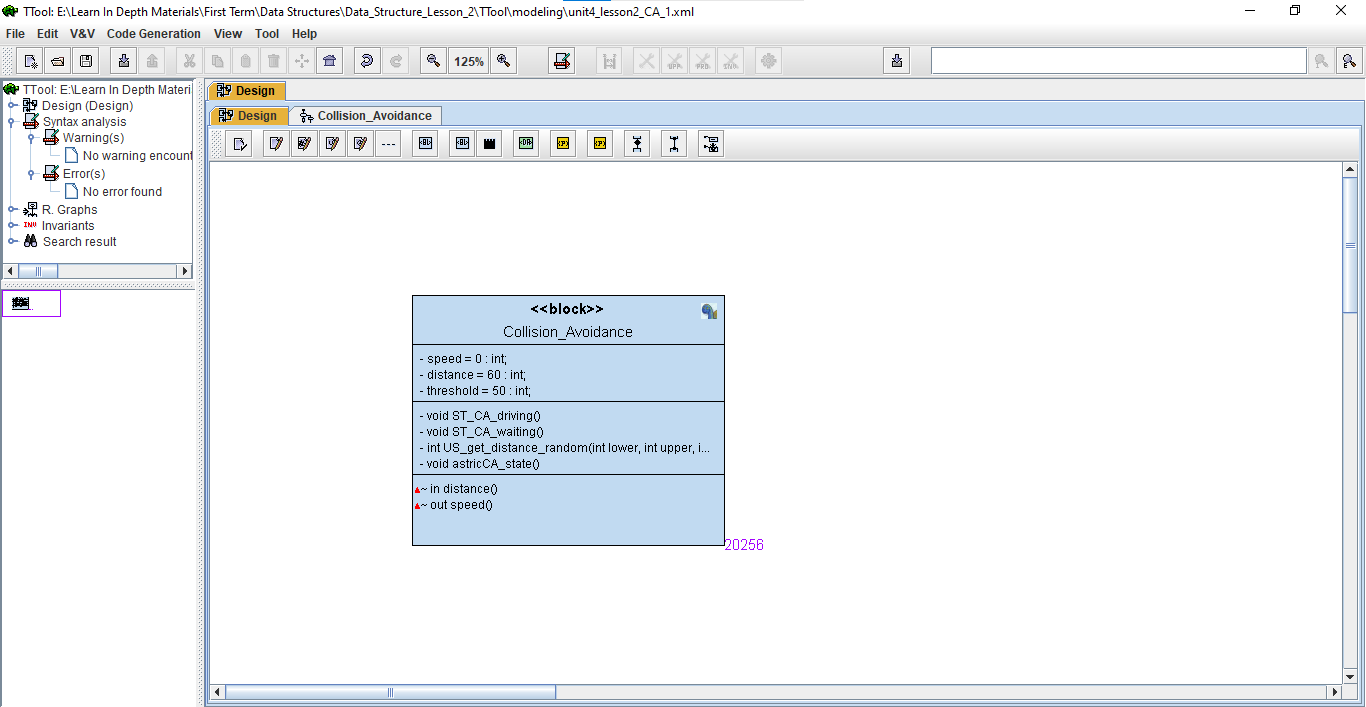 TTool: E:\Learn In Depth Materials\First Term\Data Structures\Data_Structure_Lesson_2\TTool\modeling\unit4_lesson2_CA_1.xml
File Edit V&V Code Generation View Tool Help
125%
TTool: E:\Learn In Depth Materi
Design (Design)
Syntax analysis
Warning(s)
No warning encount
Error(s)
No error found
R. Graphs
Invariants
Search result
Design
Design Collision_Avoidance
<<block>>
Collision_Avoidance
- speed = 0 : int;
- distance = 60 : int;
- threshold = 50 : int;
- void ST_CA_driving()
- void ST_CA_waiting()
- int US_get_distance_random(int lower, int upper, i...
- void astricCA_state()
~ in distance()
~ out speed()
20256